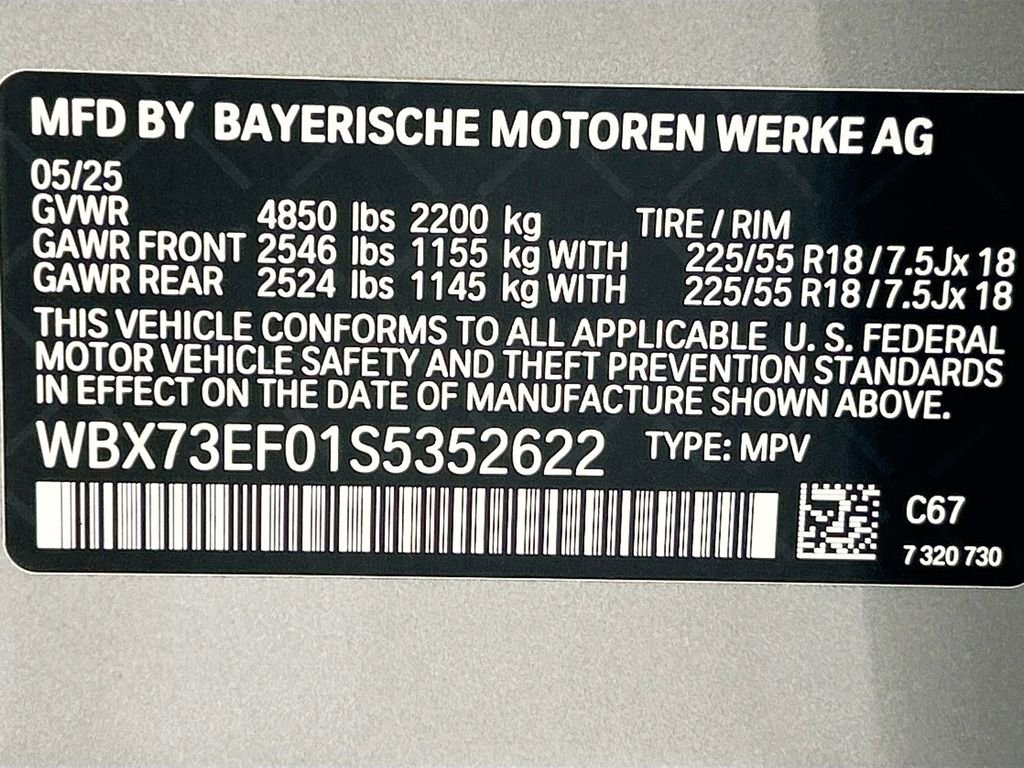 MFD BY BAYERISCHE MOTOREN WERKE AG
05/25
GVWR 4850 lbs 2200 kg TIRE / RIM
GAWR FRONT 2546 lbs 1155 kg WITH 225/55 R18 / 7.5Jx 18
GAWR REAR 2524 lbs 1145 kg WITH 225/55 R18 / 7.5Jx 18
THIS VEHICLE CONFORMS TO ALL APPLICABLE U. S. FEDERAL
MOTOR VEHICLE SAFETY AND THEFT PREVENTION STANDARDS
IN EFFECT ON THE DATE OF MANUFACTURE SHOWN ABOVE.
WBX73EF01S5352622 TYPE: MPV
C67
7 320 730